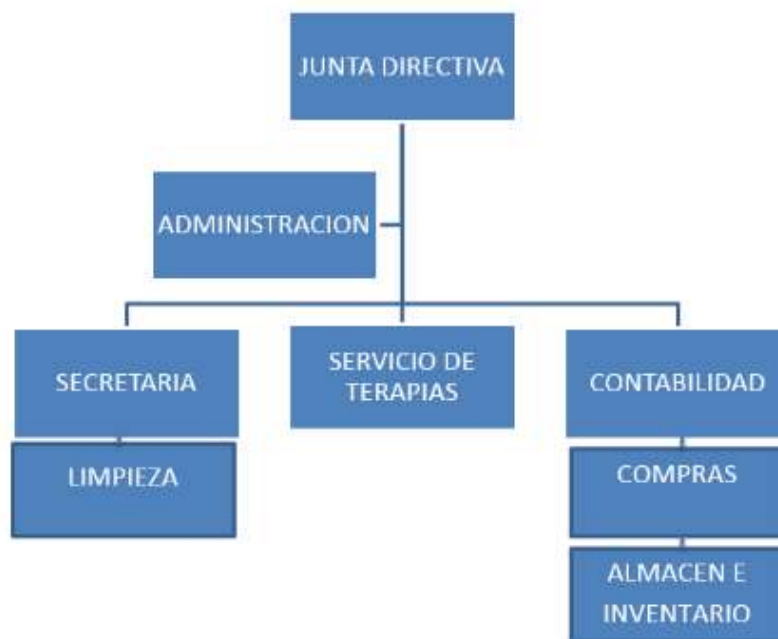 JUNTA DIRECTIVA
ADMINISTRACION
SECRETARIA
SERVICIO DE
TERAPIAS
CONTABILIDAD
LIMPIEZA
COMPRAS
ALMACEN E
INVENTARIO